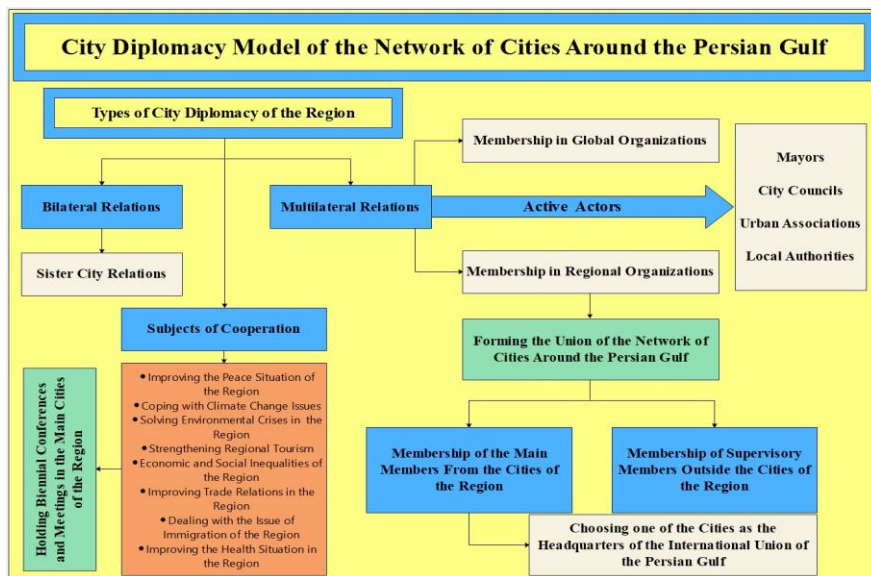 City Diplomacy Model of the Network of Cities Around the Persian Gulf
Types of City Diplomacy of the Region
Membership in Global Organizations
Mayors
City Councils
Urban Associations
Local Authorities
Bilateral Relations
Multilateral Relations
Active Actors
Sister City Relations
Membership in Regional Organizations
Subjects of Cooperation
Forming the Union of the Network of
Cities Around the Persian Gulf
Holding Biennial Conferences
and Meetings in the Main Cities
of the Region
● Improving the Peace Situation of
the Region
● Coping with Climate Change Issues
● Solving Environmental Crises in the
Region
● Strengthening Regional Tourism
● Economic and Social Inequalities of
the Region
● Improving Trade Relations in the
Region
● Dealing with the Issue of
Immigration of the Region
● Improving the Health Situation in the
Region
Membership of the Main
Members From the Cities of
the Region
Membership of Supervisory
Members Outside the Cities of
the Region
Choosing one of the Cities as the
Headquarters of the International Union of
the Persian Gulf